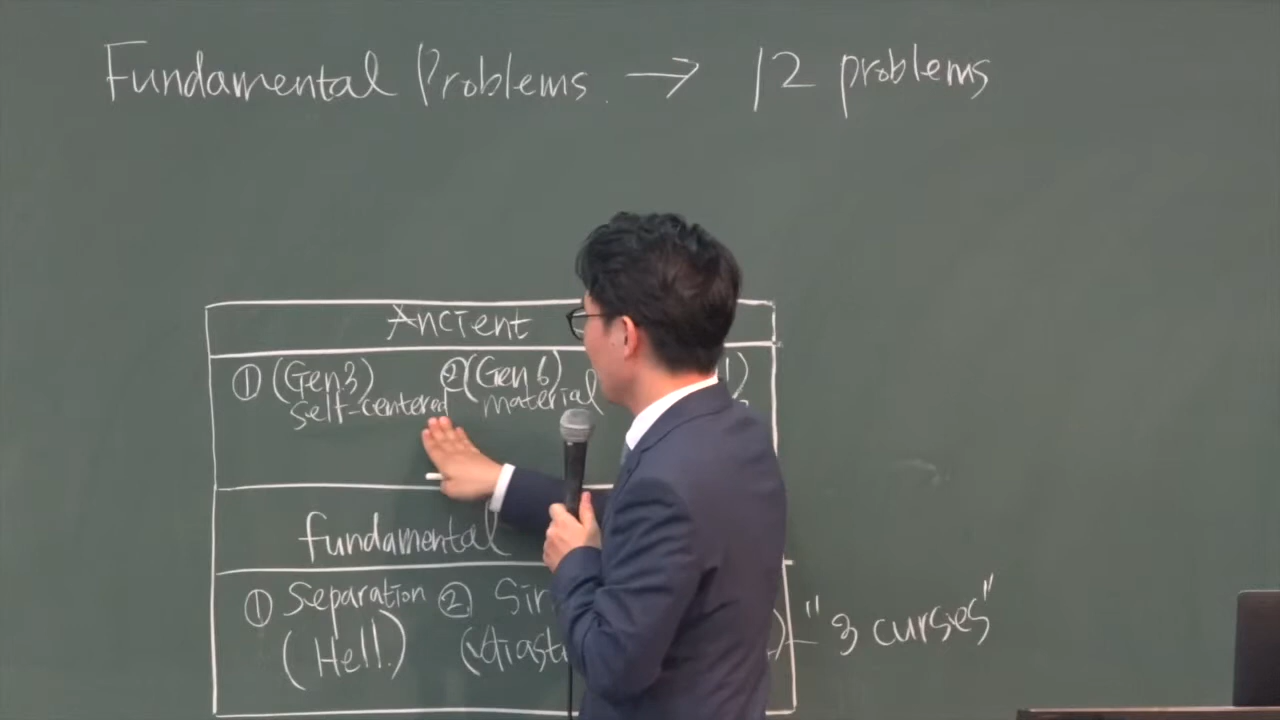 Fundamental Problems. → 12 problems
Ancient
① (Gen.3) ② (Gen 6)
self-centered material
fundamental
① Separation ②
(Hell.) "3 curses"